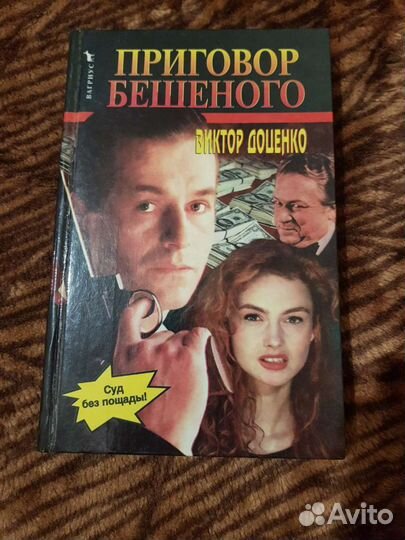 ВАГРИУС
ПРИГОВОР
БЕШЕНОГО
ВИКТОР ДОЦЕНКО
Суд
без пощады!
Avito